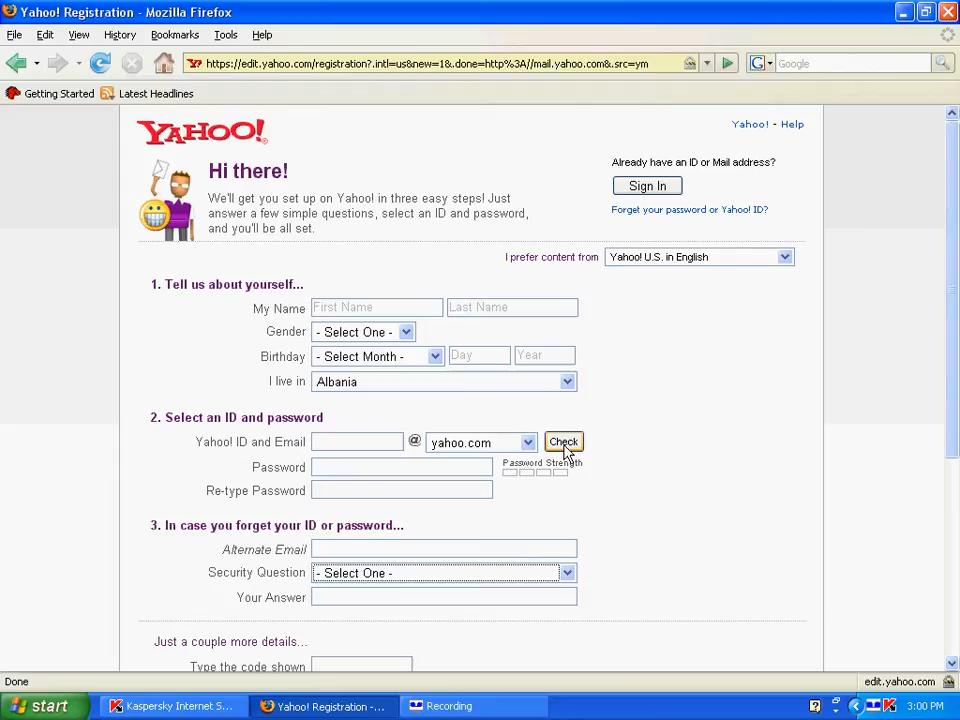 Yahoo! Registration - Mozilla Firefox
File Edit View History Bookmarks Tools Help
https://edit.yahoo.com/registration?.intl=us&new=1&.done=http%3A//mail.yahoo.com&.src=ym
Google
Getting Started Latest Headlines
YAHOO!
Yahoo! - Help
Hi there!
We'll get you set up on Yahoo! in three easy steps! Just
answer a few simple questions, select an ID and password,
and you'll be all set.
Already have an ID or Mail address?
Sign In
Forget your password or Yahoo! ID?
I prefer content from Yahoo! U.S. in English
1. Tell us about yourself...
My Name First Name Last Name
Gender - Select One -
Birthday - Select Month - Day Year
I live in Albania
2. Select an ID and password
Yahoo! ID and Email @ yahoo.com Check
Password Password Strength
Re-type Password
3. In case you forget your ID or password...
Alternate Email
Security Question - Select One -
Your Answer
Just a couple more details...
Type the code shown
Done edit.yahoo.com
start Kaspersky Internet S... Yahoo! Registration -... Recording 3:00 PM